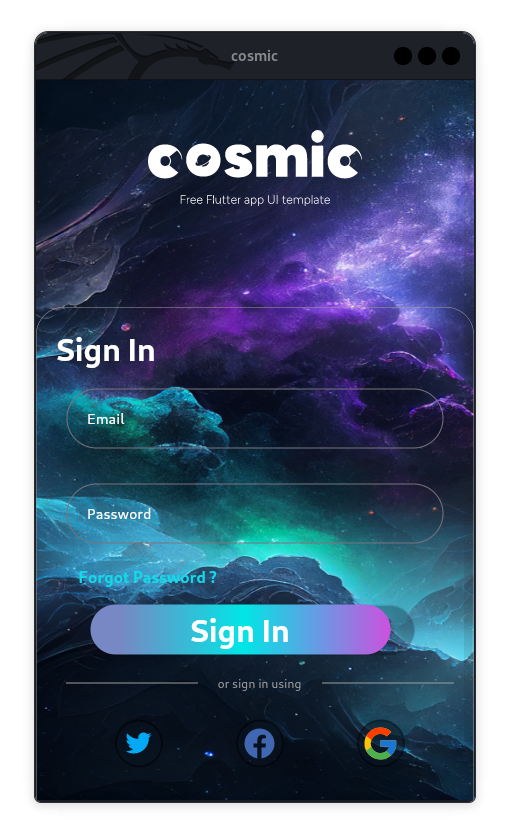 cosmic
cosmic
Free Flutter app UI template
Sign In
Email
Password
Forgot Password ?
Sign In
or sign in using